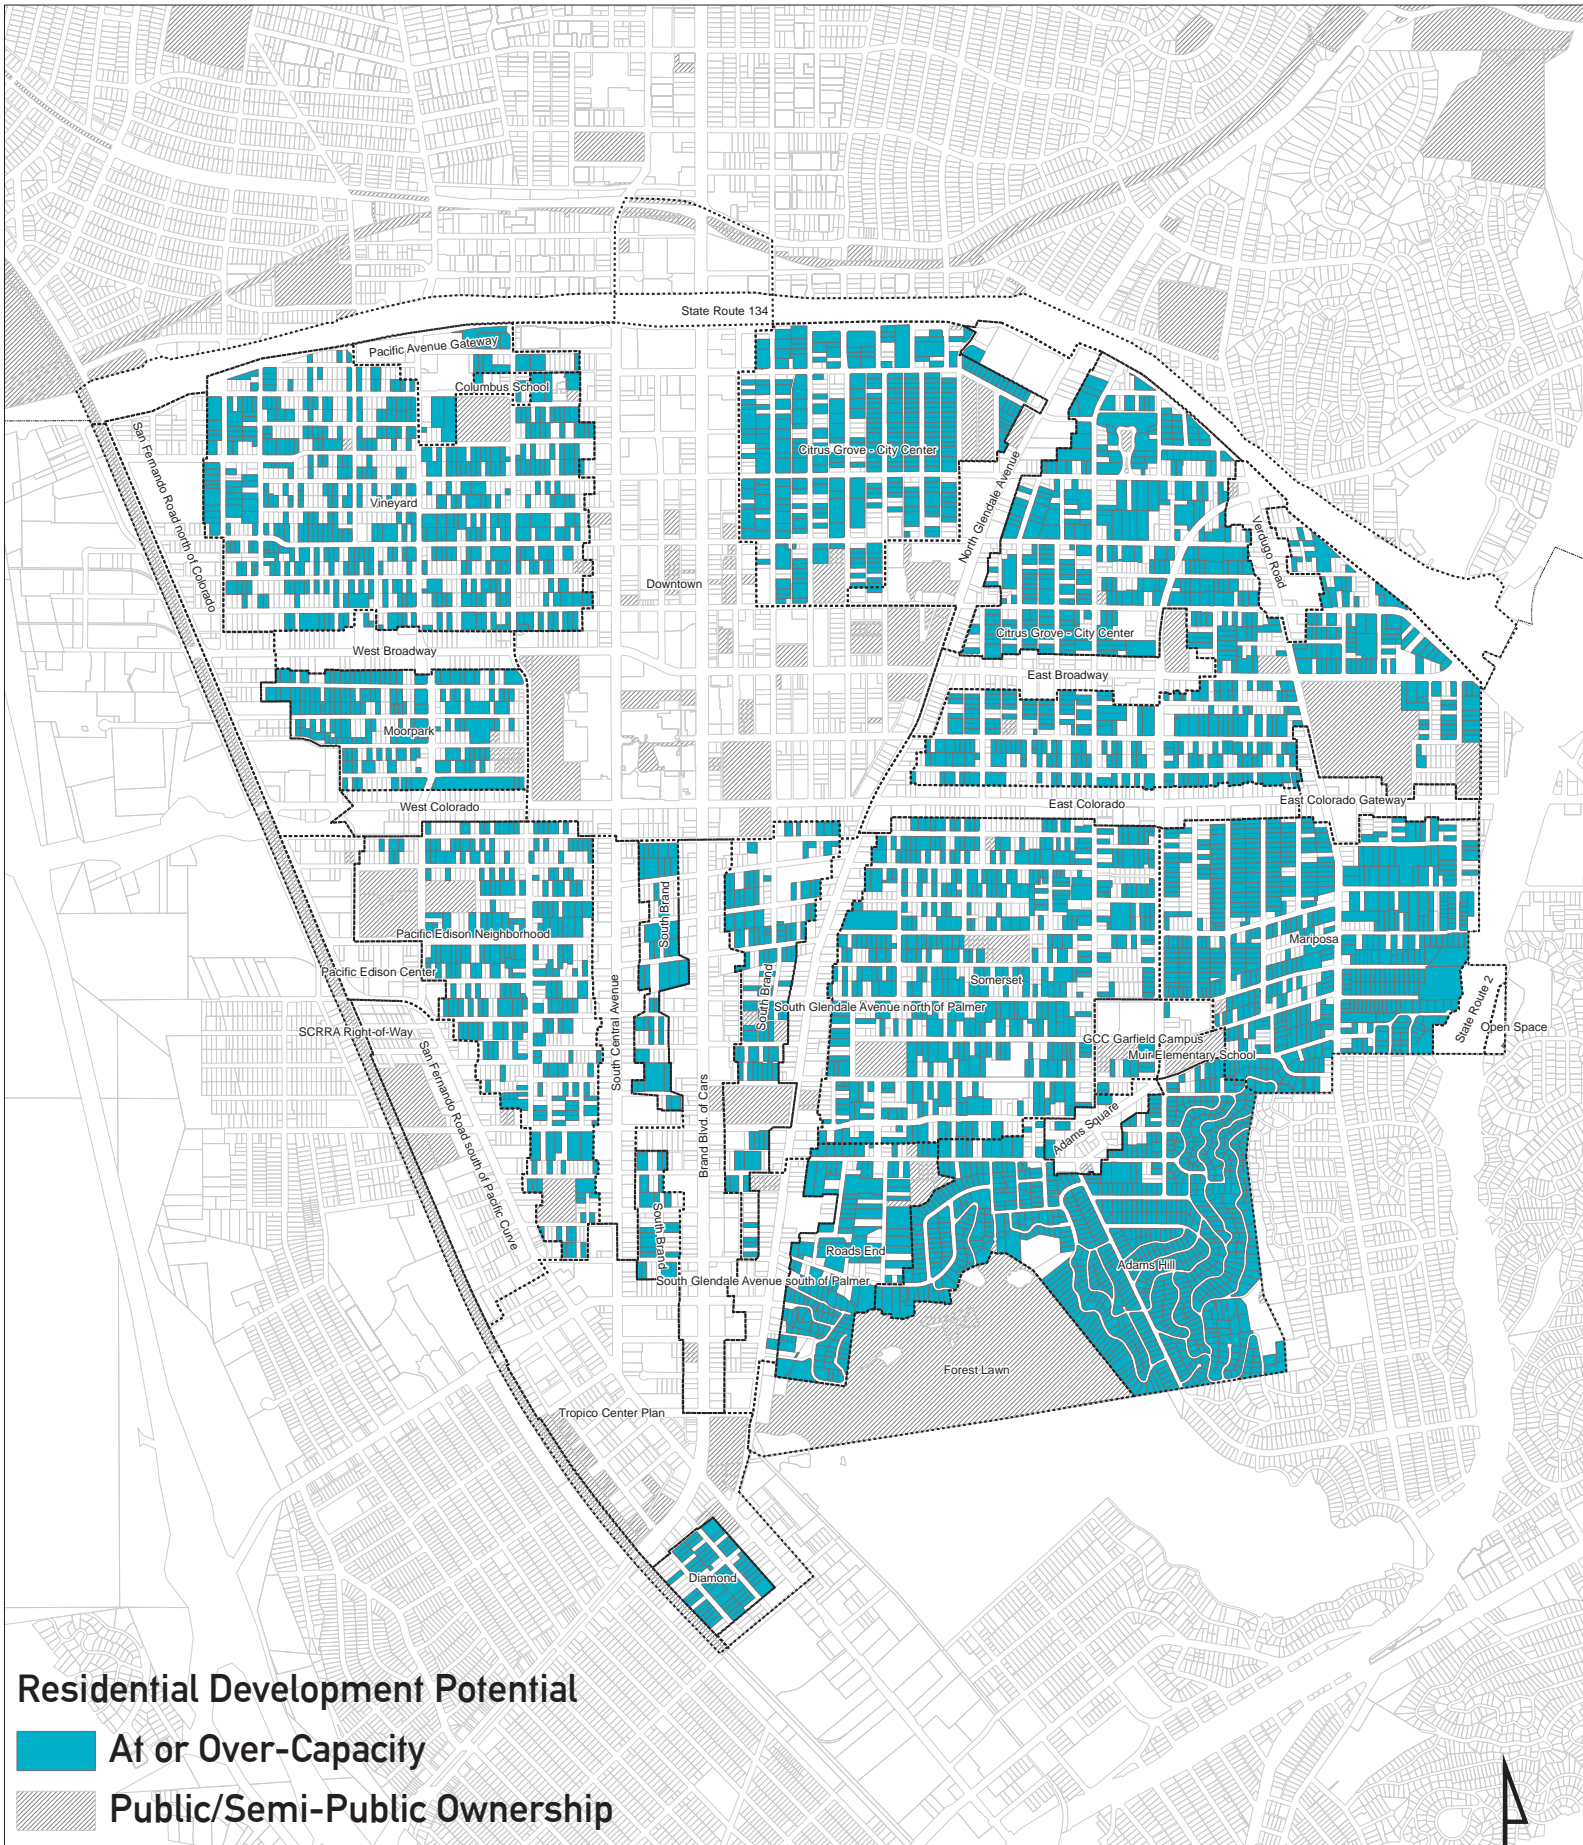 State Route 134
Pacific Avenue Gateway
Columbus School
San Fernando Road north of Colorado
Citrus Grove - City Center
Vineyard
North Glendale Avenue
Verdugo Road
Downtown
Citrus Grove - City Center
West Broadway
East Broadway
Moorpark
West Colorado
East Colorado
East Colorado Gateway
South Brand
Pacific Edison Neighborhood
Mariposa
Pacific Edison Center
Somerset
South Brand
South Glendale Avenue north of Palmer
State Route 2
Open Space
SCRRA Right-of-Way
South Central Avenue
GCC Garfield Campus
Muir Elementary School
San Fernando Road south of Pacific Curve
Brand Blvd. of Cars
Adams Square
South Brand
Roads End
Adams Hill
South Glendale Avenue south of Palmer
Forest Lawn
Tropico Center Plan
Diamond
Residential Development Potential
At or Over-Capacity
Public/Semi-Public Ownership